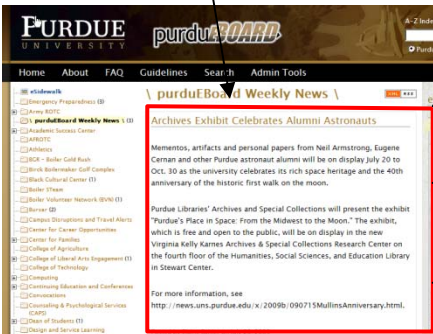 PURDUE
UNIVERSITY
purduEBOARD
A-Z Inde
Purdu
Home About FAQ Guidelines Search Admin Tools
eSidewalk
Emergency Preparedness (3)
Army ROTC
\ purduEBoard Weekly News \ (2)
Academic Success Center
AFROTC
Athletics
BGR - Boiler Gold Rush
Birck Boilermaker Golf Complex
Black Cultural Center (1)
Boiler STeam
Boiler Volunteer Network (BVN) (1)
Burner (2)
Campus Disruptions and Travel Alerts
Center for Career Opportunities
Center for Families
College of Agriculture
College of Liberal Arts Engagement (1)
College of Technology
Computing
Continuing Education and Conferences
Convocations
Counseling & Psychological Services
(CAPS)
Dean of Students (1)
Design and Service Learning
\ purduEBoard Weekly News \
Archives Exhibit Celebrates Alumni Astronauts
Mementos, artifacts and personal papers from Neil Armstrong, Eugene
Cernan and other Purdue astronaut alumni will be on display July 20 to
Oct. 30 as the university celebrates its rich space heritage and the 40th
anniversary of the historic first walk on the moon.
Purdue Libraries' Archives and Special Collections will present the exhibit
"Purdue's Place in Space: From the Midwest to the Moon." The exhibit,
which is free and open to the public, will be on display in the new
Virginia Kelly Karnes Archives & Special Collections Research Center on
the fourth floor of the Humanities, Social Sciences, and Education Library
in Stewart Center.
For more information, see
http://news.uns.purdue.edu/x/2009b/090715MullinsAnniversary.html.